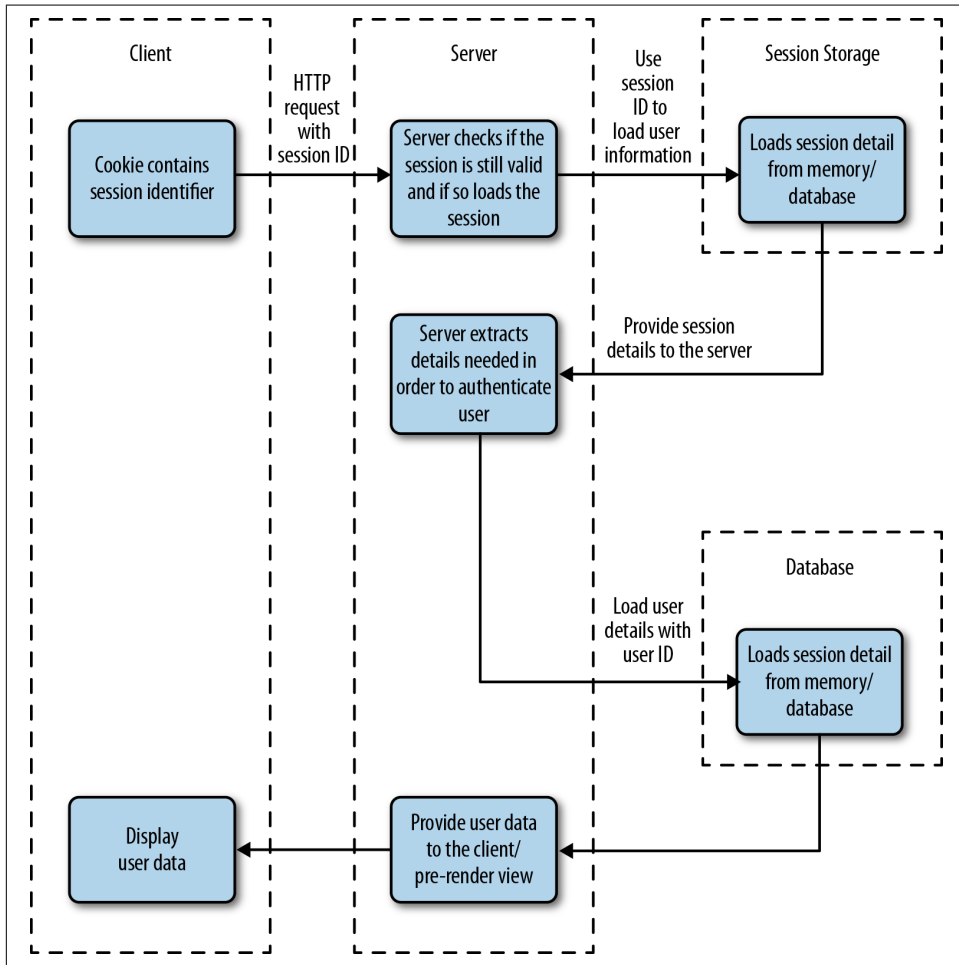 Client
Server
Session Storage
HTTP
request
with
session ID
Use
session
ID to
load user
information
Cookie contains
session identifier
Server checks if the
session is still valid
and if so loads the
session
Loads session detail
from memory/
database
Server extracts
details needed in
order to authenticate
user
Provide session
details to the server
Database
Load user
details with
user ID
Loads session detail
from memory/
database
Display
user data
Provide user data
to the client/
pre-render view